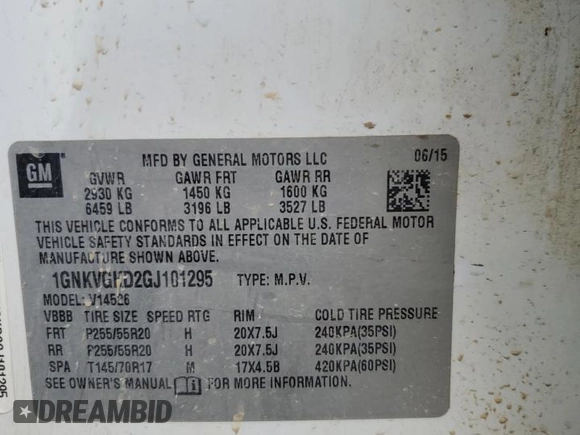 GM
MFD BY GENERAL MOTORS LLC 06/15
GVWR GAWR FRT GAWR RR
2930 KG 1450 KG 1600 KG
6459 LB 3196 LB 3527 LB
THIS VEHICLE CONFORMS TO ALL APPLICABLE U.S. FEDERAL MOTOR
VEHICLE SAFETY STANDARDS IN EFFECT ON THE DATE OF
MANUFACTURE SHOWN ABOVE.
1GNKVGKD2GJ101295 TYPE: M.P.V.
MODEL: V14526
VBBB TIRE SIZE SPEED RTG RIM COLD TIRE PRESSURE
FRT P255/55R20 H 20X7.5J 240KPA(35PSI)
RR P255/55R20 H 20X7.5J 240KPA(35PSI)
SPA T145/70R17 M 17X4.5B 420KPA(60PSI)
SEE OWNER'S MANUAL FOR MORE INFORMATION.
DREAMBID